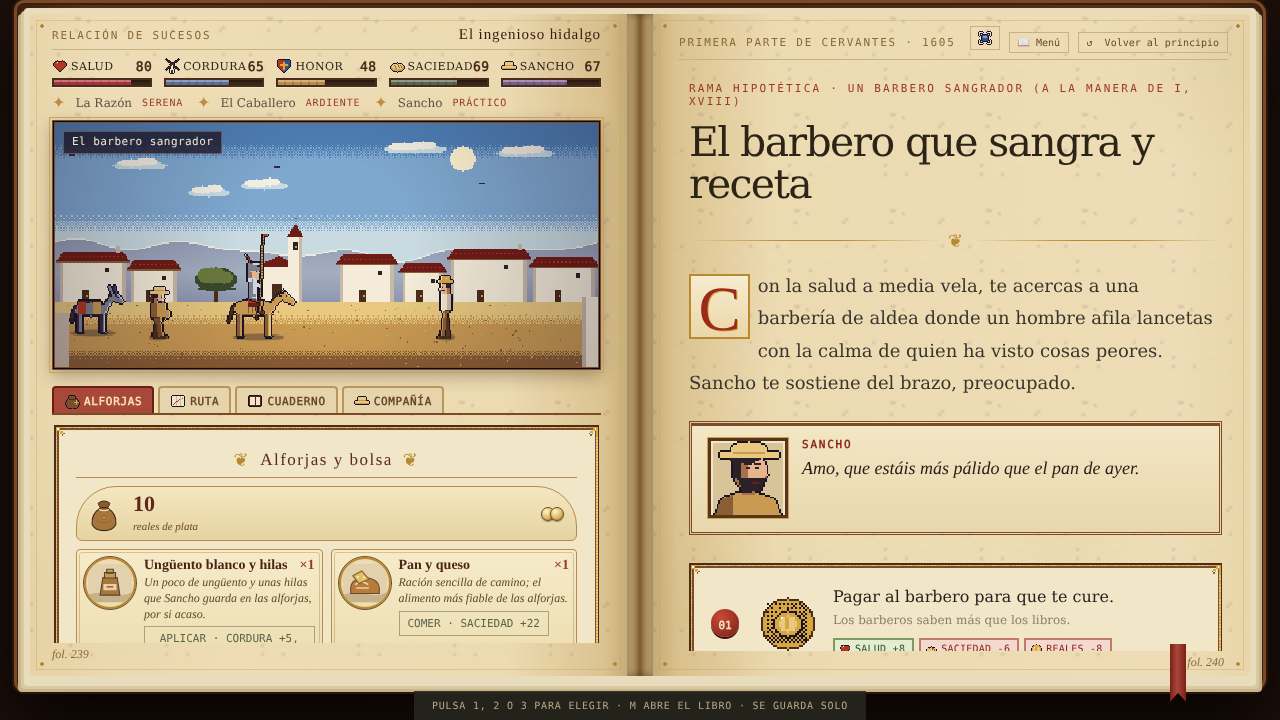 RELACIÓN DE SUCESOS
El ingenioso hidalgo
SALUD 80
CORDURA 65
HONOR 48
SACIEDAD 69
SANCHO 67
La Razón SERENA
El Caballero ARDIENTE
Sancho PRÁCTICO
El barbero sangrador
ALFORJAS
RUTA
CUADERNO
COMPAÑÍA
Alforjas y bolsa
10
reales de plata
Ungüento blanco y hilas ×1
Un poco de ungüento y unas hilas
que Sancho guarda en las alforjas,
por si acaso.
APLICAR · CORDURA +5,
Pan y queso ×1
Ración sencilla de camino; el
alimento más fiable de las alforjas.
COMER · SACIEDAD +22
fol. 239
PRIMERA PARTE DE CERVANTES · 1605
Menú
↺ Volver al principio
RAMA HIPOTÉTICA · UN BARBERO SANGRADOR (A LA MANERA DE I,
XVIII)
El barbero que sangra y
receta
Con la salud a media vela, te acercas a una
barbería de aldea donde un hombre afila lancetas
con la calma de quien ha visto cosas peores.
Sancho te sostiene del brazo, preocupado.
SANCHO
Amo, que estáis más pálido que el pan de ayer.
01
Pagar al barbero para que te cure.
Los barberos saben más que los libros.
SALUD +8
SACIEDAD -6
REALES -8
fol. 240
PULSA 1, 2 O 3 PARA ELEGIR · M ABRE EL LIBRO · SE GUARDA SOLO